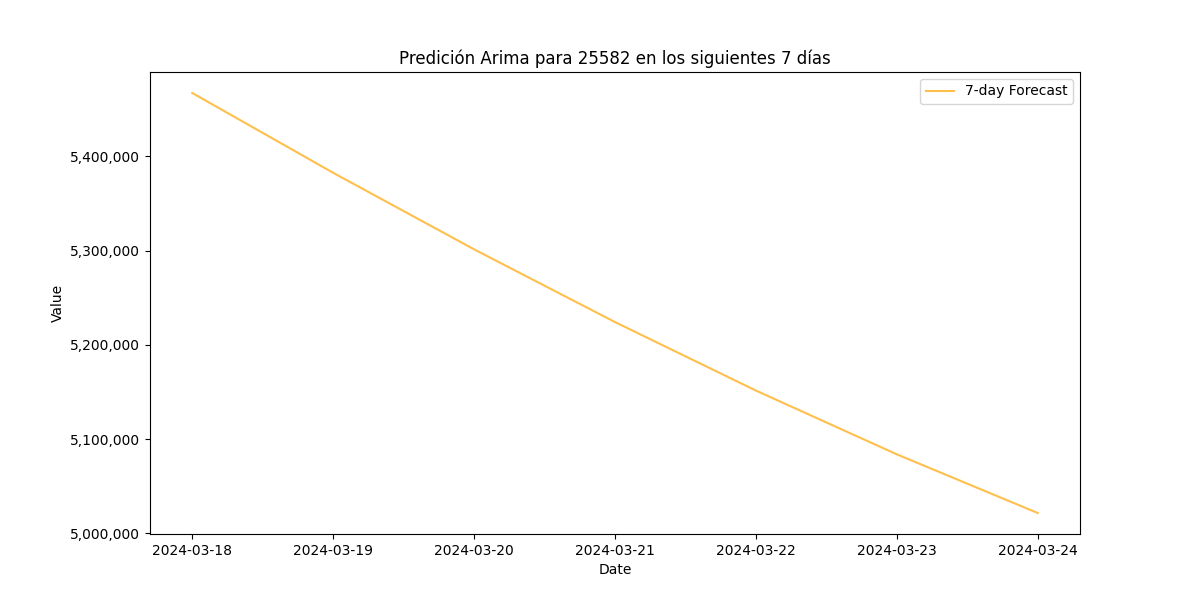 Predición Arima para 25582 en los siguientes 7 días
7-day Forecast
5,400,000
5,300,000
5,200,000
5,100,000
5,000,000
Value
2024-03-18 2024-03-19 2024-03-20 2024-03-21 2024-03-22 2024-03-23 2024-03-24
Date